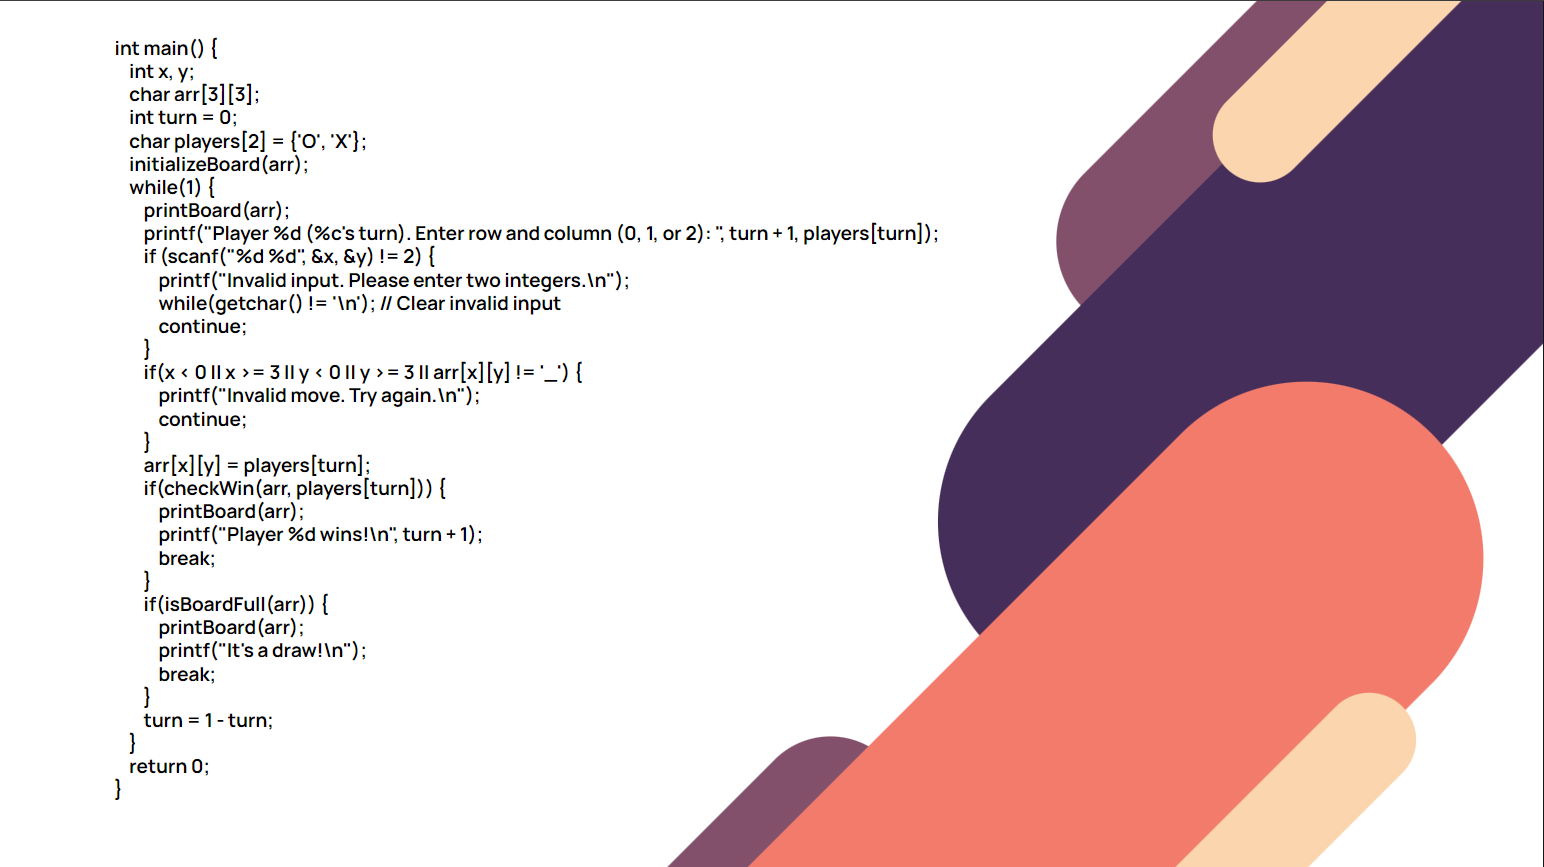 int main() {
int x, y;
char arr[3][3];
int turn = 0;
char players[2] = {'O', 'X'};
initializeBoard(arr);
while(1) {
printBoard(arr);
printf("Player %d (%c's turn). Enter row and column (0, 1, or 2): ", turn + 1, players[turn]);
if (scanf("%d %d", &x, &y) != 2) {
printf("Invalid input. Please enter two integers.\n");
while(getchar() != '\n'); // Clear invalid input
continue;
}
if(x < 0 || x >= 3 || y < 0 || y >= 3 || arr[x][y] != '_') {
printf("Invalid move. Try again.\n");
continue;
}
arr[x][y] = players[turn];
if(checkWin(arr, players[turn])) {
printBoard(arr);
printf("Player %d wins!\n", turn + 1);
break;
}
if(isBoardFull(arr)) {
printBoard(arr);
printf("It's a draw!\n");
break;
}
turn = 1 - turn;
}
return 0;
}